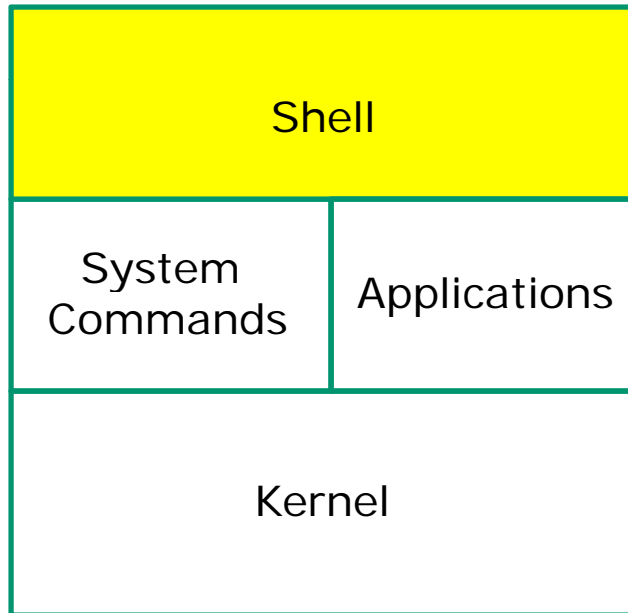 Shell
System
Commands
Applications
Kernel